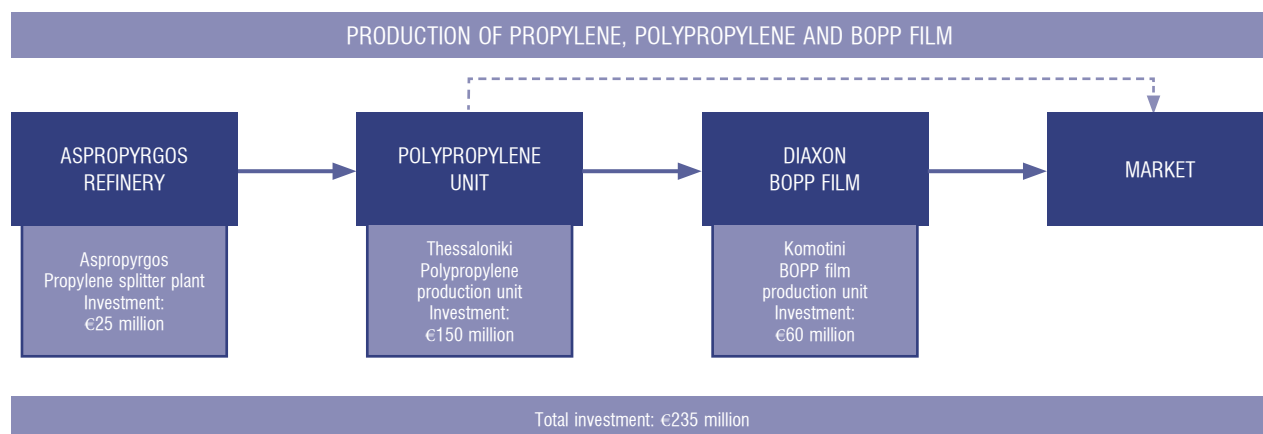 PRODUCTION OF PROPYLENE, POLYPROPYLENE AND BOPP FILM
ASPROPYRGOS
REFINERY
Aspropyrgos
Propylene splitter plant
Investment:
€25 million
POLYPROPYLENE
UNIT
Thessaloniki
Polypropylene
production unit
Investment:
€150 million
DIAXON
BOPP FILM
Komotini
BOPP film
production unit
Investment:
€60 million
MARKET
Total investment: €235 million